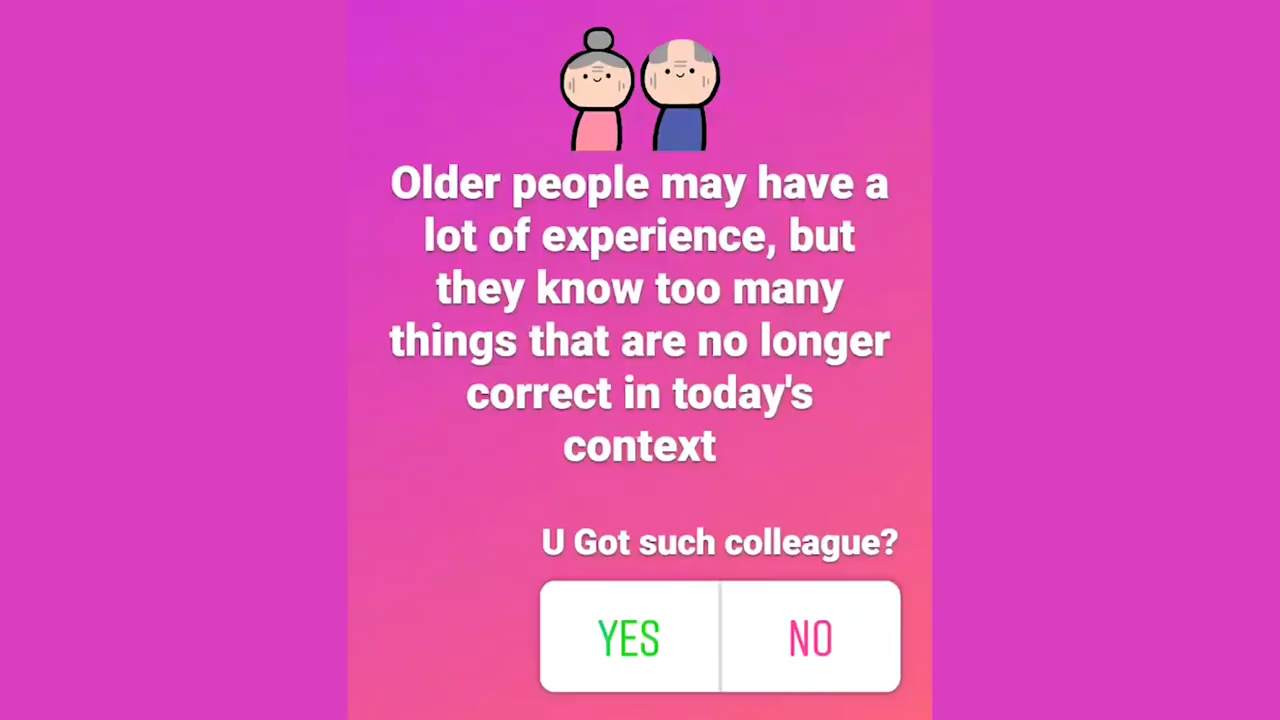 Older people may have a
lot of experience, but
they know too many
things that are no longer
correct in today's
context
U Got such colleague?
YES
NO